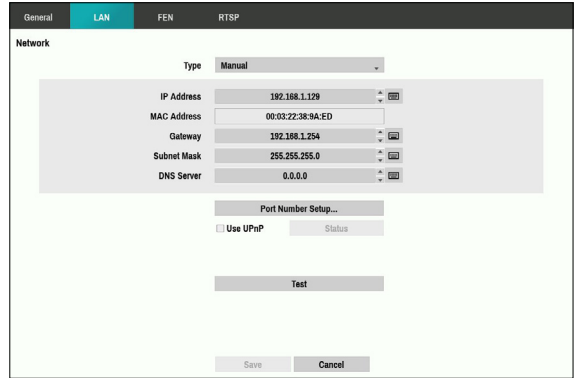 General LAN FEN RTSP
Network
Type Manual
IP Address 192.168.1.129
MAC Address 00:03:22:38:9A:ED
Gateway 192.168.1.254
Subnet Mask 255.255.255.0
DNS Server 0.0.0.0
Port Number Setup...
Use UPnP Status
Test
Save Cancel